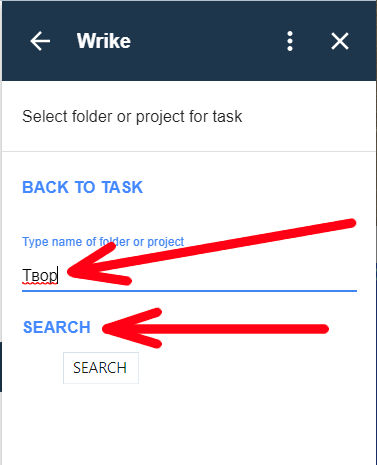 Wrike
Select folder or project for task
BACK TO TASK
Type name of folder or project
Твор
SEARCH
SEARCH